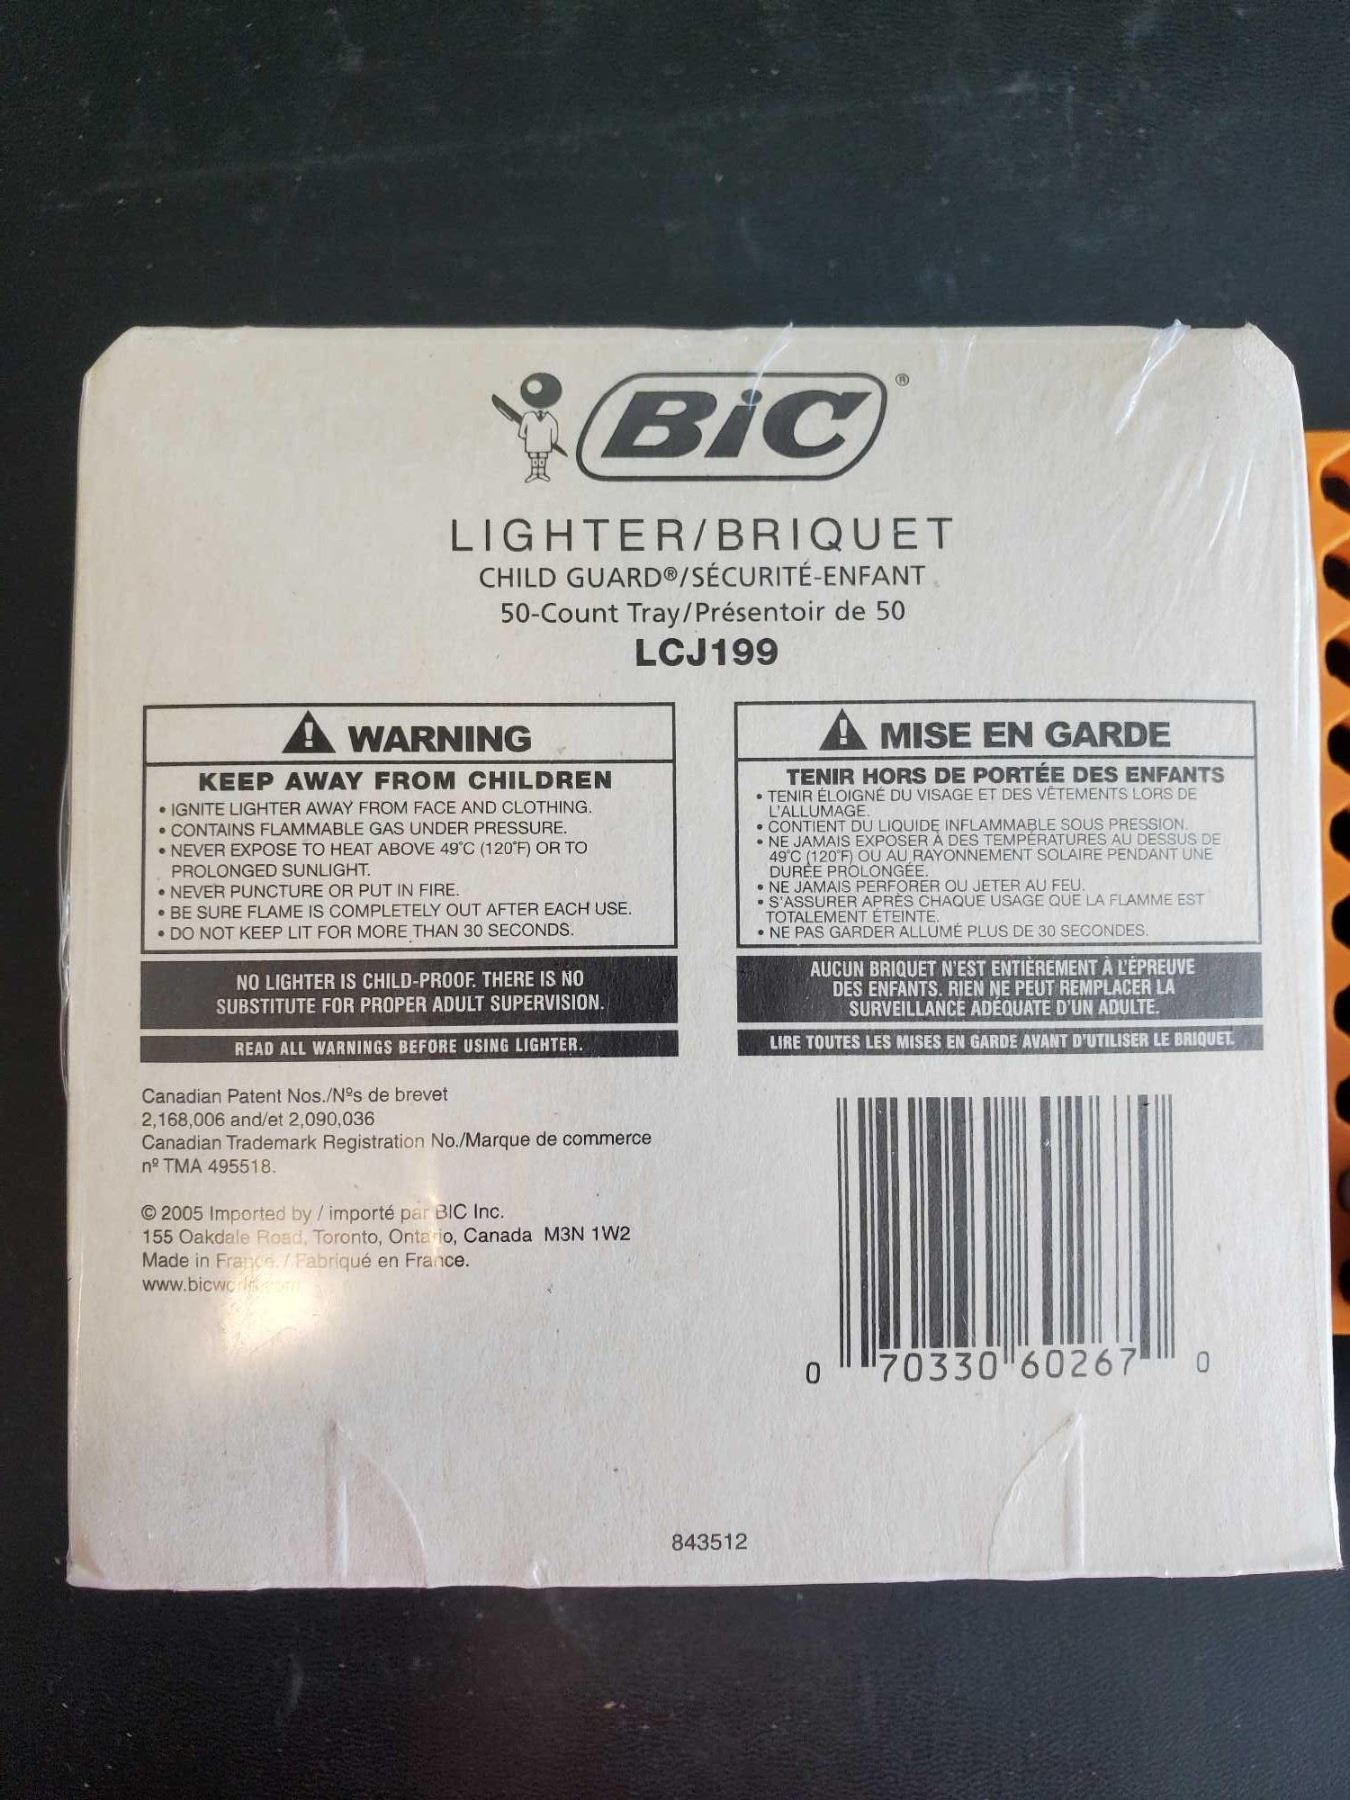 BiC®
LIGHTER/BRIQUET
CHILD GUARD®/SÉCURITÉ-ENFANT
50-Count Tray/Présentoir de 50
LCJ199
WARNING
KEEP AWAY FROM CHILDREN
• IGNITE LIGHTER AWAY FROM FACE AND CLOTHING.
• CONTAINS FLAMMABLE GAS UNDER PRESSURE.
• NEVER EXPOSE TO HEAT ABOVE 49°C (120°F) OR TO
PROLONGED SUNLIGHT.
• NEVER PUNCTURE OR PUT IN FIRE.
• BE SURE FLAME IS COMPLETELY OUT AFTER EACH USE.
• DO NOT KEEP LIT FOR MORE THAN 30 SECONDS.
NO LIGHTER IS CHILD-PROOF. THERE IS NO
SUBSTITUTE FOR PROPER ADULT SUPERVISION.
READ ALL WARNINGS BEFORE USING LIGHTER.
MISE EN GARDE
TENIR HORS DE PORTÉE DES ENFANTS
• TENIR ÉLOIGNÉ DU VISAGE ET DES VÊTEMENTS LORS DE
L'ALLUMAGE.
• CONTIENT DU LIQUIDE INFLAMMABLE SOUS PRESSION.
• NE JAMAIS EXPOSER À DES TEMPÉRATURES AU DESSUS DE
49°C (120°F) OU AU RAYONNEMENT SOLAIRE PENDANT UNE
DURÉE PROLONGÉE.
• NE JAMAIS PERFORER OU JETER AU FEU.
• S'ASSURER APRÈS CHAQUE USAGE QUE LA FLAMME EST
TOTALEMENT ÉTEINTE.
• NE PAS GARDER ALLUMÉ PLUS DE 30 SECONDES.
AUCUN BRIQUET N'EST ENTIÈREMENT À L'ÉPREUVE
DES ENFANTS. RIEN NE PEUT REMPLACER LA
SURVEILLANCE ADÉQUATE D'UN ADULTE.
LIRE TOUTES LES MISES EN GARDE AVANT D'UTILISER LE BRIQUET.
Canadian Patent Nos./Nºs de brevet
2,168,006 and/et 2,090,036
Canadian Trademark Registration No./Marque de commerce
nº TMA 495518.
© 2005 Imported by / importé par BIC Inc.
155 Oakdale Road, Toronto, Ontario, Canada M3N 1W2
Made in France. / Fabriqué en France.
www.bicworld.com
0 70330 60267 0
843512